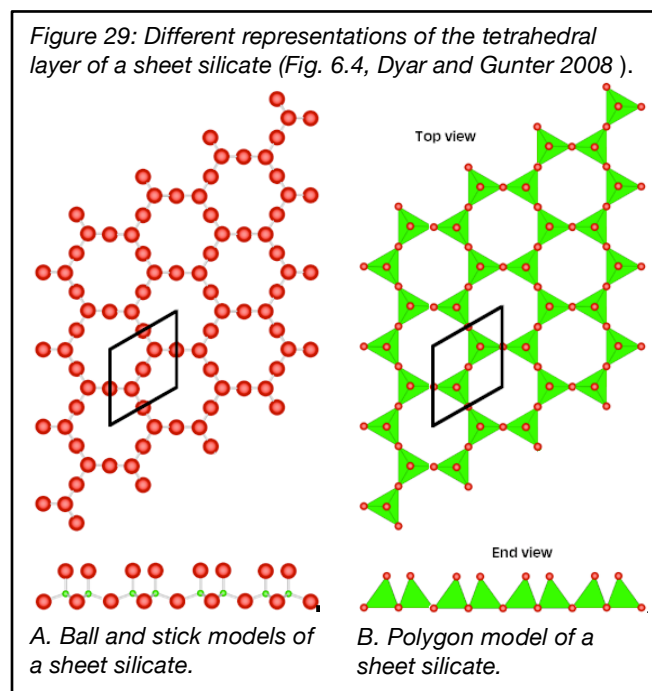 Figure 29: Different representations of the tetrahedral
layer of a sheet silicate (Fig. 6.4, Dyar and Gunter 2008 ).
Top view
End view
A. Ball and stick models of
a sheet silicate.
B. Polygon model of a
sheet silicate.